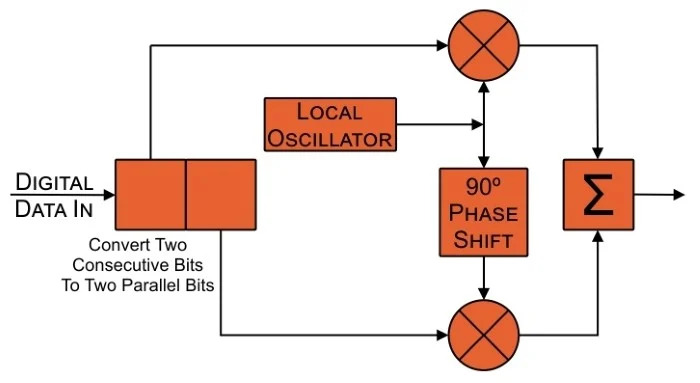 LOCAL
OSCILLATOR
DIGITAL
DATA IN
90º
PHASE
SHIFT
Σ
Convert Two
Consecutive Bits
To Two Parallel Bits